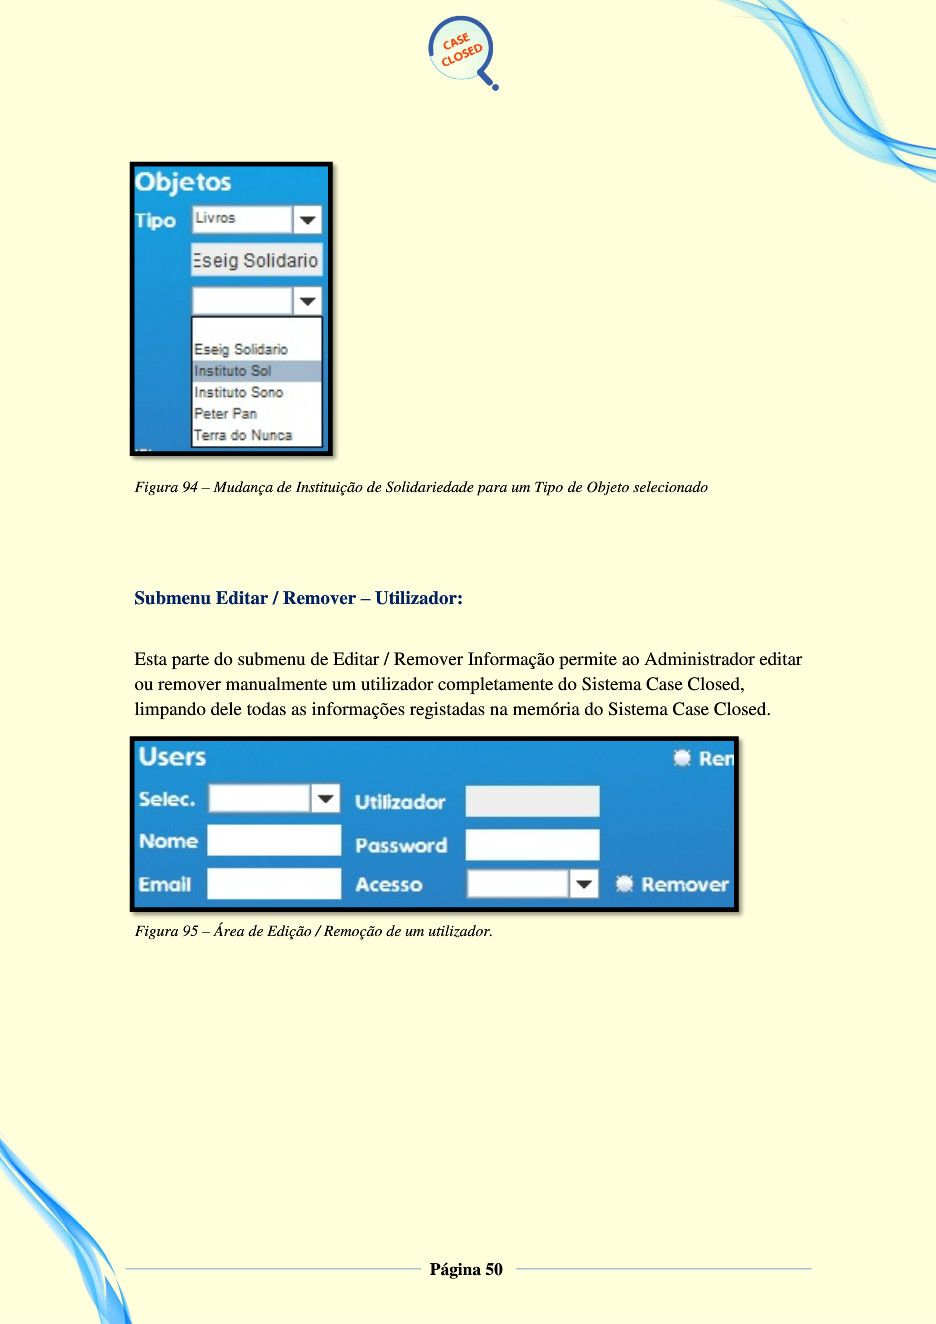 CASE
CLOSED
Objetos
Tipo Livros
Eseig Solidario
Eseig Solidario
Instituto Sol
Instituto Sono
Peter Pan
Terra do Nunca
Figura 94 – Mudança de Instituição de Solidariedade para um Tipo de Objeto selecionado
Submenu Editar / Remover – Utilizador:
Esta parte do submenu de Editar / Remover Informação permite ao Administrador editar
ou remover manualmente um utilizador completamente do Sistema Case Closed,
limpando dele todas as informações registadas na memória do Sistema Case Closed.
Users Ren
Selec. Utilizador
Nome Password
Email Acesso Remover
Figura 95 – Área de Edição / Remoção de um utilizador.
Página 50